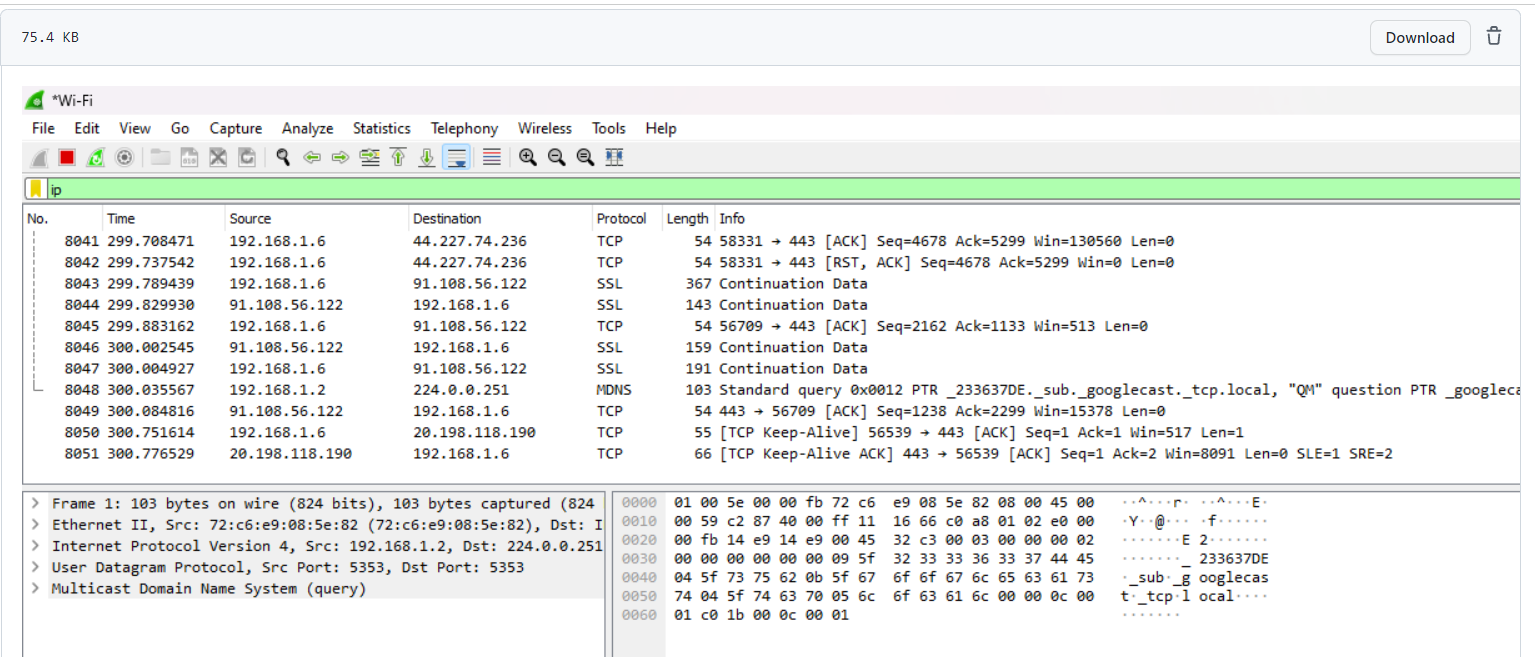 75.4 KB Download
*Wi-Fi
File Edit View Go Capture Analyze Statistics Telephony Wireless Tools Help
ip
No. Time Source Destination Protocol Length Info
8041 299.708471 192.168.1.6 44.227.74.236 TCP 54 58331 → 443 [ACK] Seq=4678 Ack=5299 Win=130560 Len=0
8042 299.737542 192.168.1.6 44.227.74.236 TCP 54 58331 → 443 [RST, ACK] Seq=4678 Ack=5299 Win=0 Len=0
8043 299.789439 192.168.1.6 91.108.56.122 SSL 367 Continuation Data
8044 299.829930 91.108.56.122 192.168.1.6 SSL 143 Continuation Data
8045 299.883162 192.168.1.6 91.108.56.122 TCP 54 56709 → 443 [ACK] Seq=2162 Ack=1133 Win=513 Len=0
8046 300.002545 91.108.56.122 192.168.1.6 SSL 159 Continuation Data
8047 300.004927 192.168.1.6 91.108.56.122 SSL 191 Continuation Data
8048 300.035567 192.168.1.2 224.0.0.251 MDNS 103 Standard query 0x0012 PTR _233637DE._sub._googlecast._tcp.local, "QM" question PTR _googleca
8049 300.084816 91.108.56.122 192.168.1.6 TCP 54 443 → 56709 [ACK] Seq=1238 Ack=2299 Win=15378 Len=0
8050 300.751614 192.168.1.6 20.198.118.190 TCP 55 [TCP Keep-Alive] 56539 → 443 [ACK] Seq=1 Ack=1 Win=517 Len=1
8051 300.776529 20.198.118.190 192.168.1.6 TCP 66 [TCP Keep-Alive ACK] 443 → 56539 [ACK] Seq=1 Ack=2 Win=8091 Len=0 SLE=1 SRE=2
Frame 1: 103 bytes on wire (824 bits), 103 bytes captured (824
Ethernet II, Src: 72:c6:e9:08:5e:82 (72:c6:e9:08:5e:82), Dst: I
Internet Protocol Version 4, Src: 192.168.1.2, Dst: 224.0.0.251
User Datagram Protocol, Src Port: 5353, Dst Port: 5353
Multicast Domain Name System (query)
0000 01 00 5e 00 00 fb 72 c6 e9 08 5e 82 08 00 45 00 ··^···r· ··^···E·
0010 00 59 c2 87 40 00 ff 11 16 66 c0 a8 01 02 e0 00 ·Y··@··· ·f······
0020 00 fb 14 e9 14 e9 00 45 32 c3 00 03 00 00 00 02 ·······E 2·······
0030 00 00 00 00 00 00 09 5f 32 33 33 36 33 37 44 45 ·······_ 233637DE
0040 04 5f 73 75 62 0b 5f 67 6f 6f 67 6c 65 63 61 73 ·_sub·_g ooglecas
0050 74 04 5f 74 63 70 05 6c 6f 63 61 6c 00 00 0c 00 t·_tcp·l ocal····
0060 01 c0 1b 00 0c 00 01 ·······